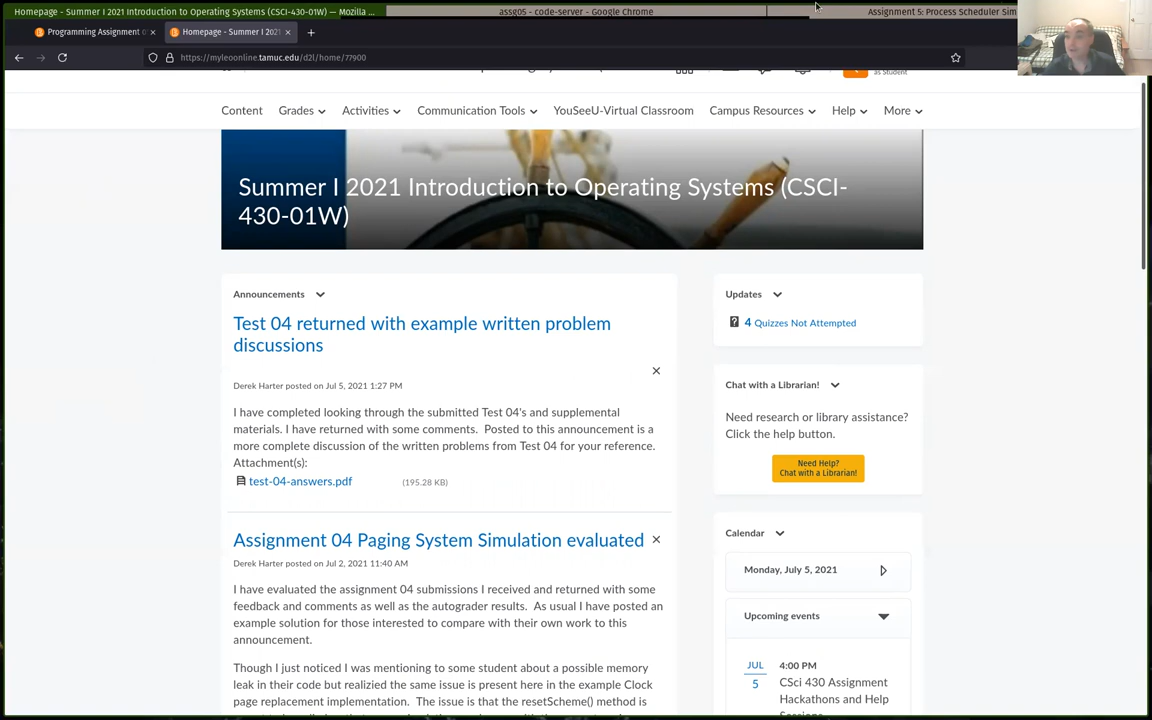 Homepage - Summer I 2021 Introduction to Operating Systems (CSCI-430-01W) — Mozilla ...
assg05 - code-server - Google Chrome
Assignment 5: Process Scheduler Sim
Programming Assignment
Homepage - Summer I 2021
https://myleoonline.tamuc.edu/d2l/home/77900
as Student
Content
Grades
Activities
Communication Tools
YouSeeU-Virtual Classroom
Campus Resources
Help
More
Summer I 2021 Introduction to Operating Systems (CSCI-
430-01W)
Announcements
Test 04 returned with example written problem
discussions
Derek Harter posted on Jul 5, 2021 1:27 PM
I have completed looking through the submitted Test 04's and supplemental
materials. I have returned with some comments. Posted to this announcement is a
more complete discussion of the written problems from Test 04 for your reference.
Attachment(s):
test-04-answers.pdf (195.28 KB)
Assignment 04 Paging System Simulation evaluated
Derek Harter posted on Jul 2, 2021 11:40 AM
I have evaluated the assignment 04 submissions I received and returned with some
feedback and comments as well as the autograder results. As usual I have posted an
example solution for those interested to compare with their own work to this
announcement.
Though I just noticed I was mentioning to some student about a possible memory
leak in their code but realizied the same issue is present here in the example Clock
page replacement implementation. The issue is that the resetScheme() method is
Updates
4 Quizzes Not Attempted
Chat with a Librarian!
Need research or library assistance?
Click the help button.
Need Help?
Chat with a Librarian!
Calendar
Monday, July 5, 2021
Upcoming events
JUL
5
4:00 PM
CSci 430 Assignment
Hackathons and Help
Sessions